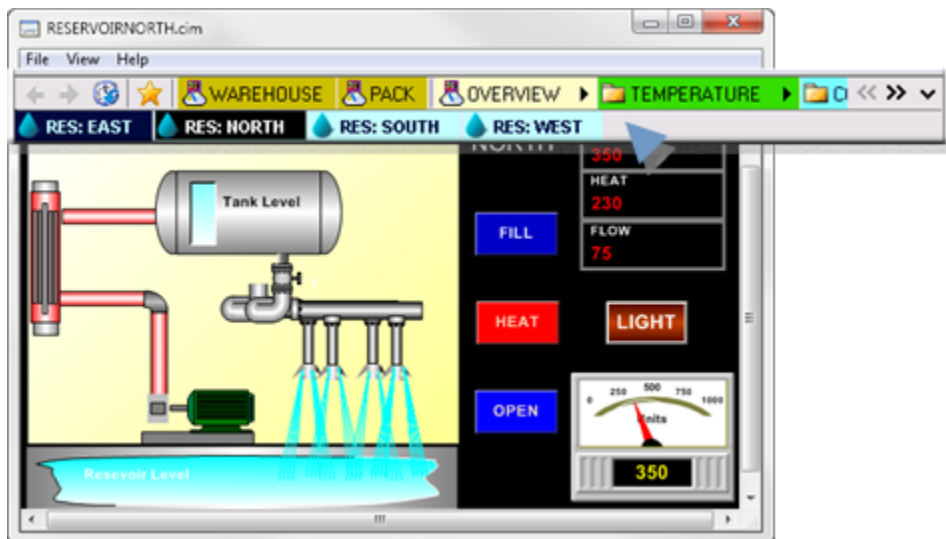 RESERVOIRNORTH.cim
File View Help
WAREHOUSE PACK OVERVIEW TEMPERATURE
RES: EAST RES: NORTH RES: SOUTH RES: WEST
NORTH
350
HEAT
230
FLOW
75
Tank Level
FILL
HEAT
LIGHT
OPEN
0 250 500 750 1000
Units
350
Resevoir Level